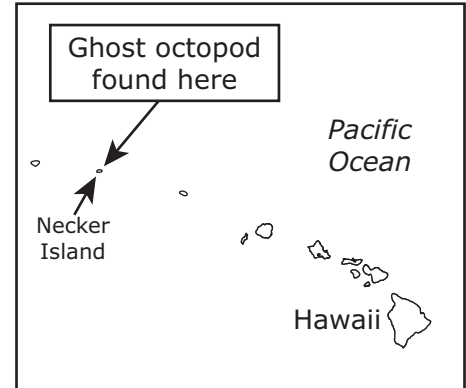 Ghost octopod
found here
Pacific
Ocean
Necker
Island
Hawaii